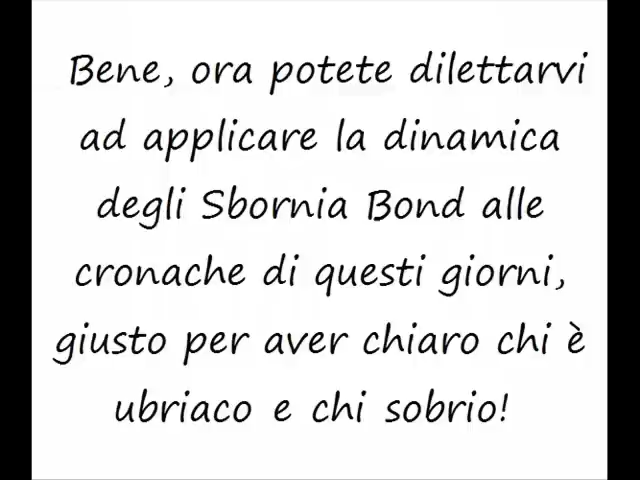 Bene, ora potete dilettarvi
ad applicare la dinamica
degli Sbornia Bond alle
cronache di questi giorni,
giusto per aver chiaro chi è
ubriaco e chi sobrio!